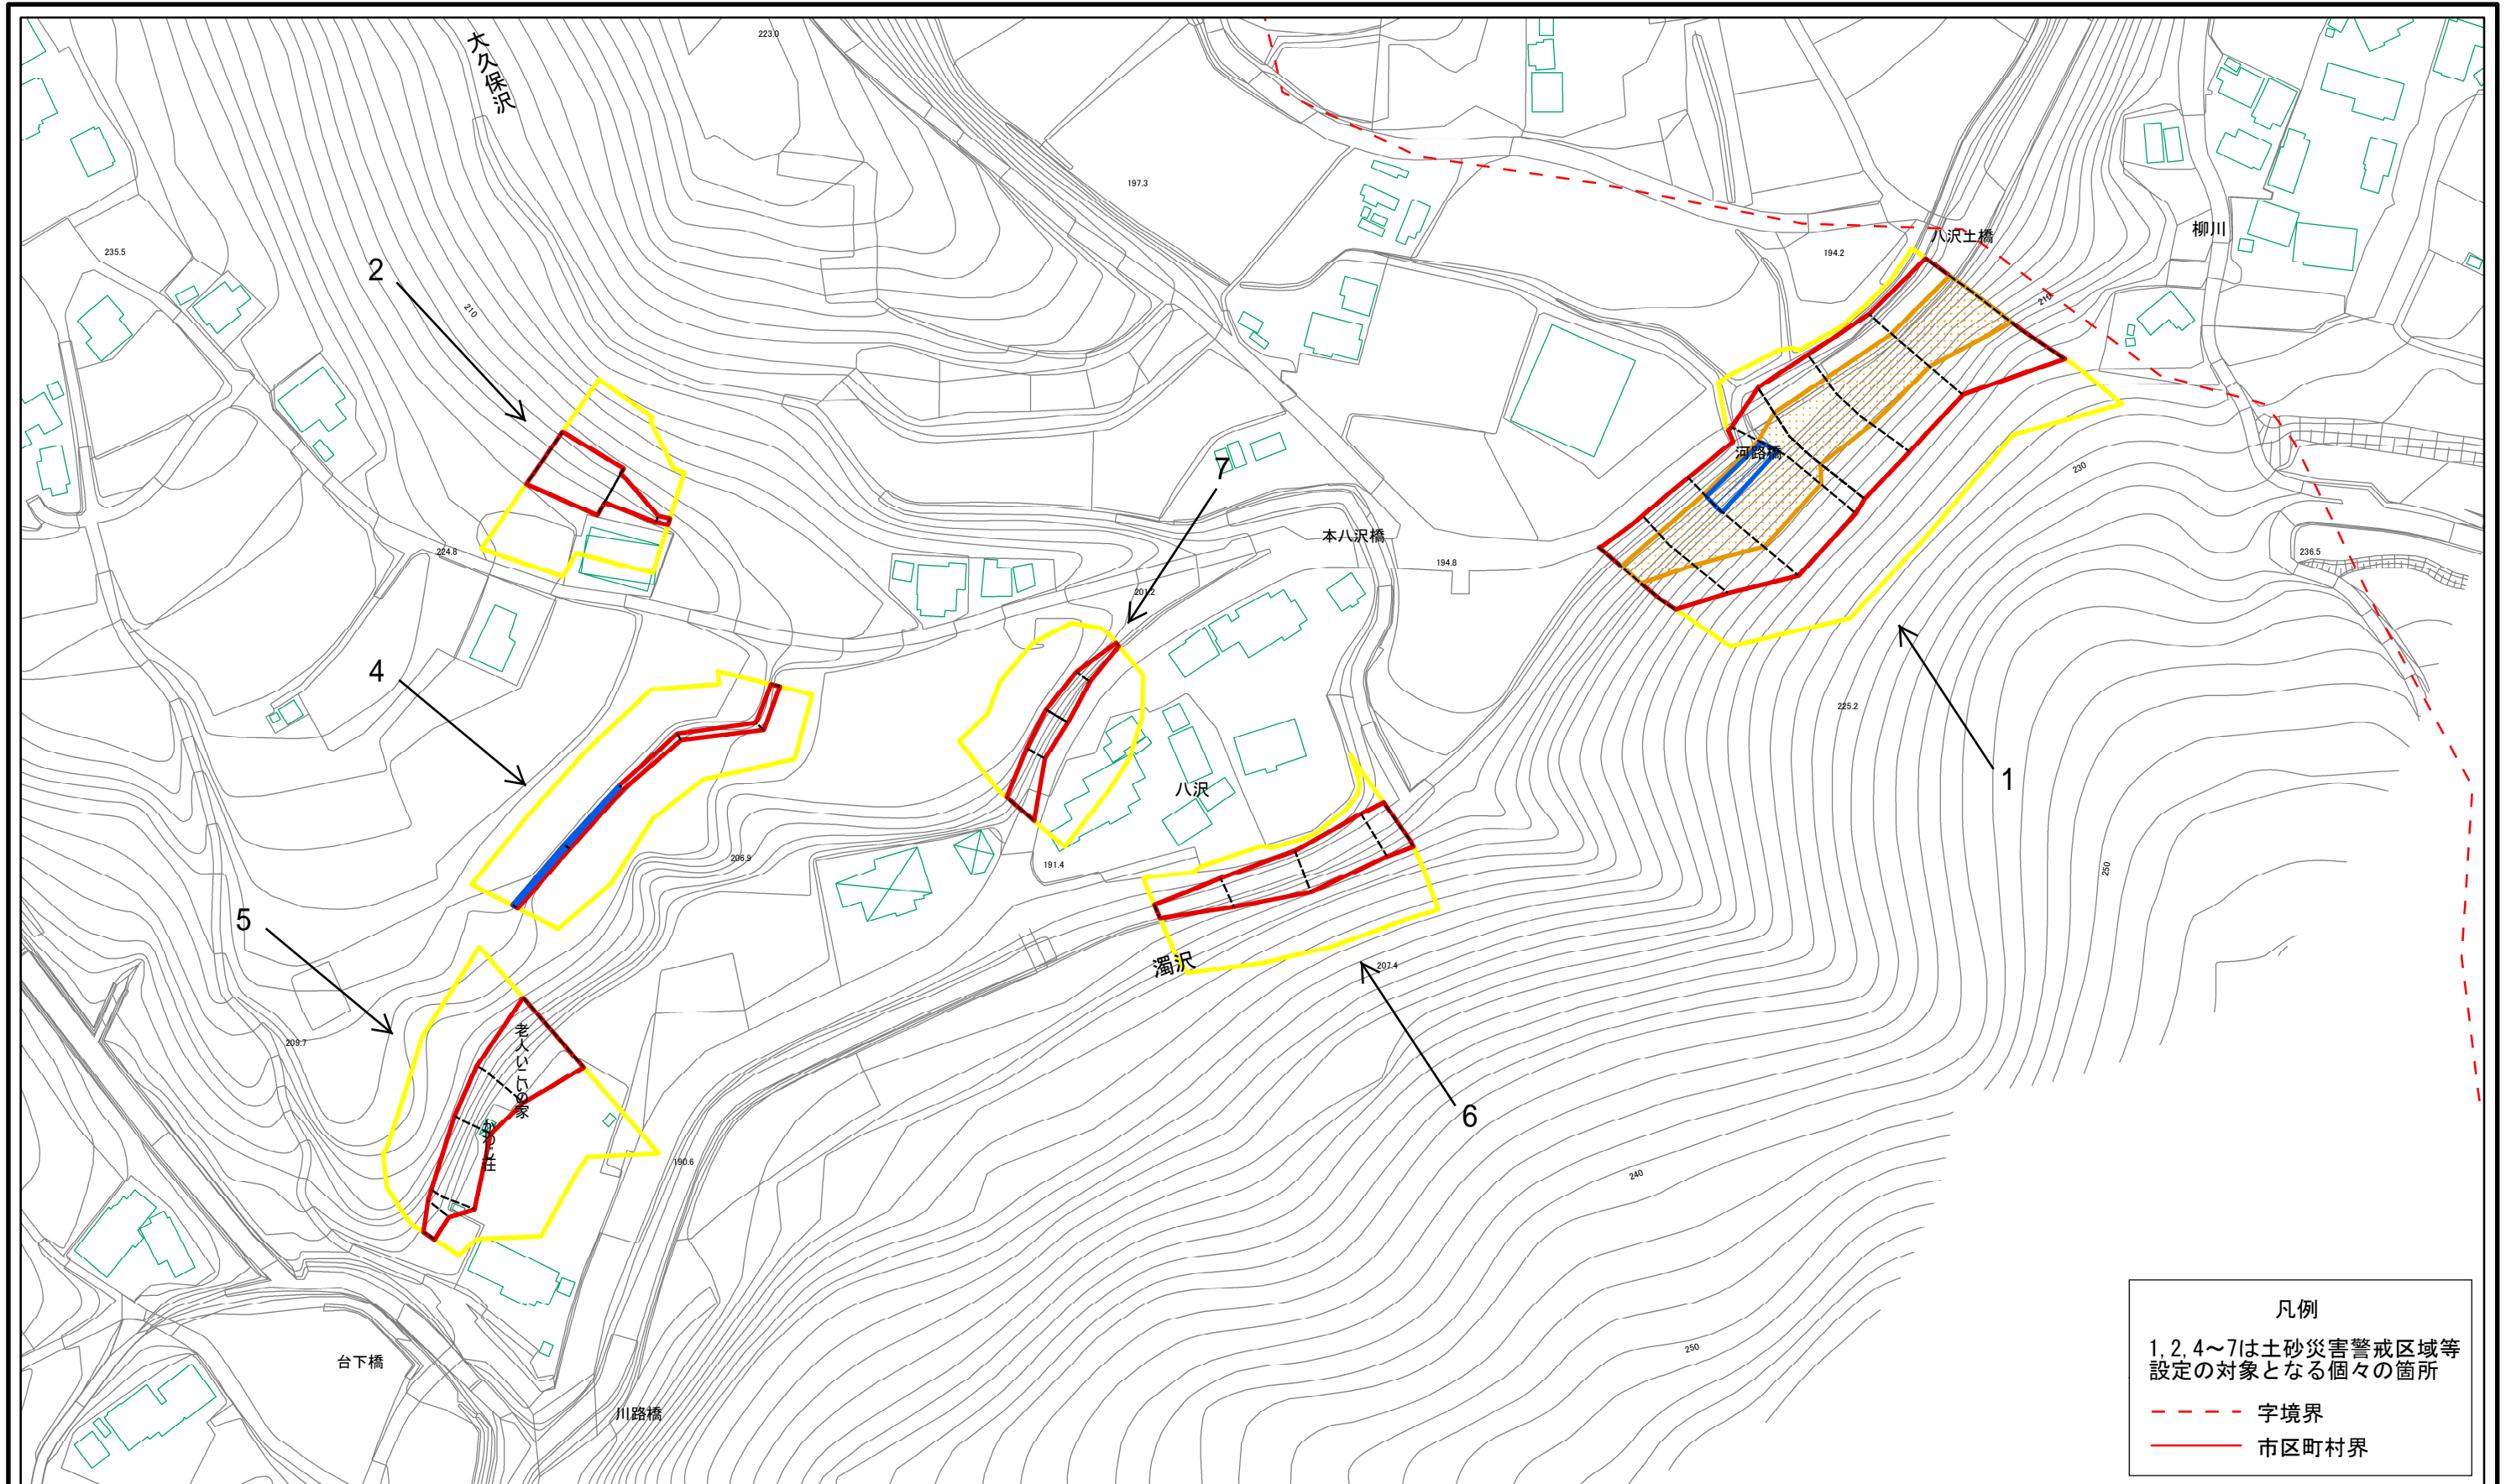 大久保沢
223.0
197.3
柳川
八沢土橋
194.2
235.5
2
210
210
河路橋
230
7
本八沢橋
224.8
194.8
236.5
201.2
4
225.2
1
八沢
206.9
191.4
250
5
濁沢
207.4
209.7
老人いこいの家
かわじ荘
6
190.6
240
台下橋
250
川路橋
凡例
1,2,4～7は土砂災害警戒区域等
設定の対象となる個々の箇所
字境界
市区町村界